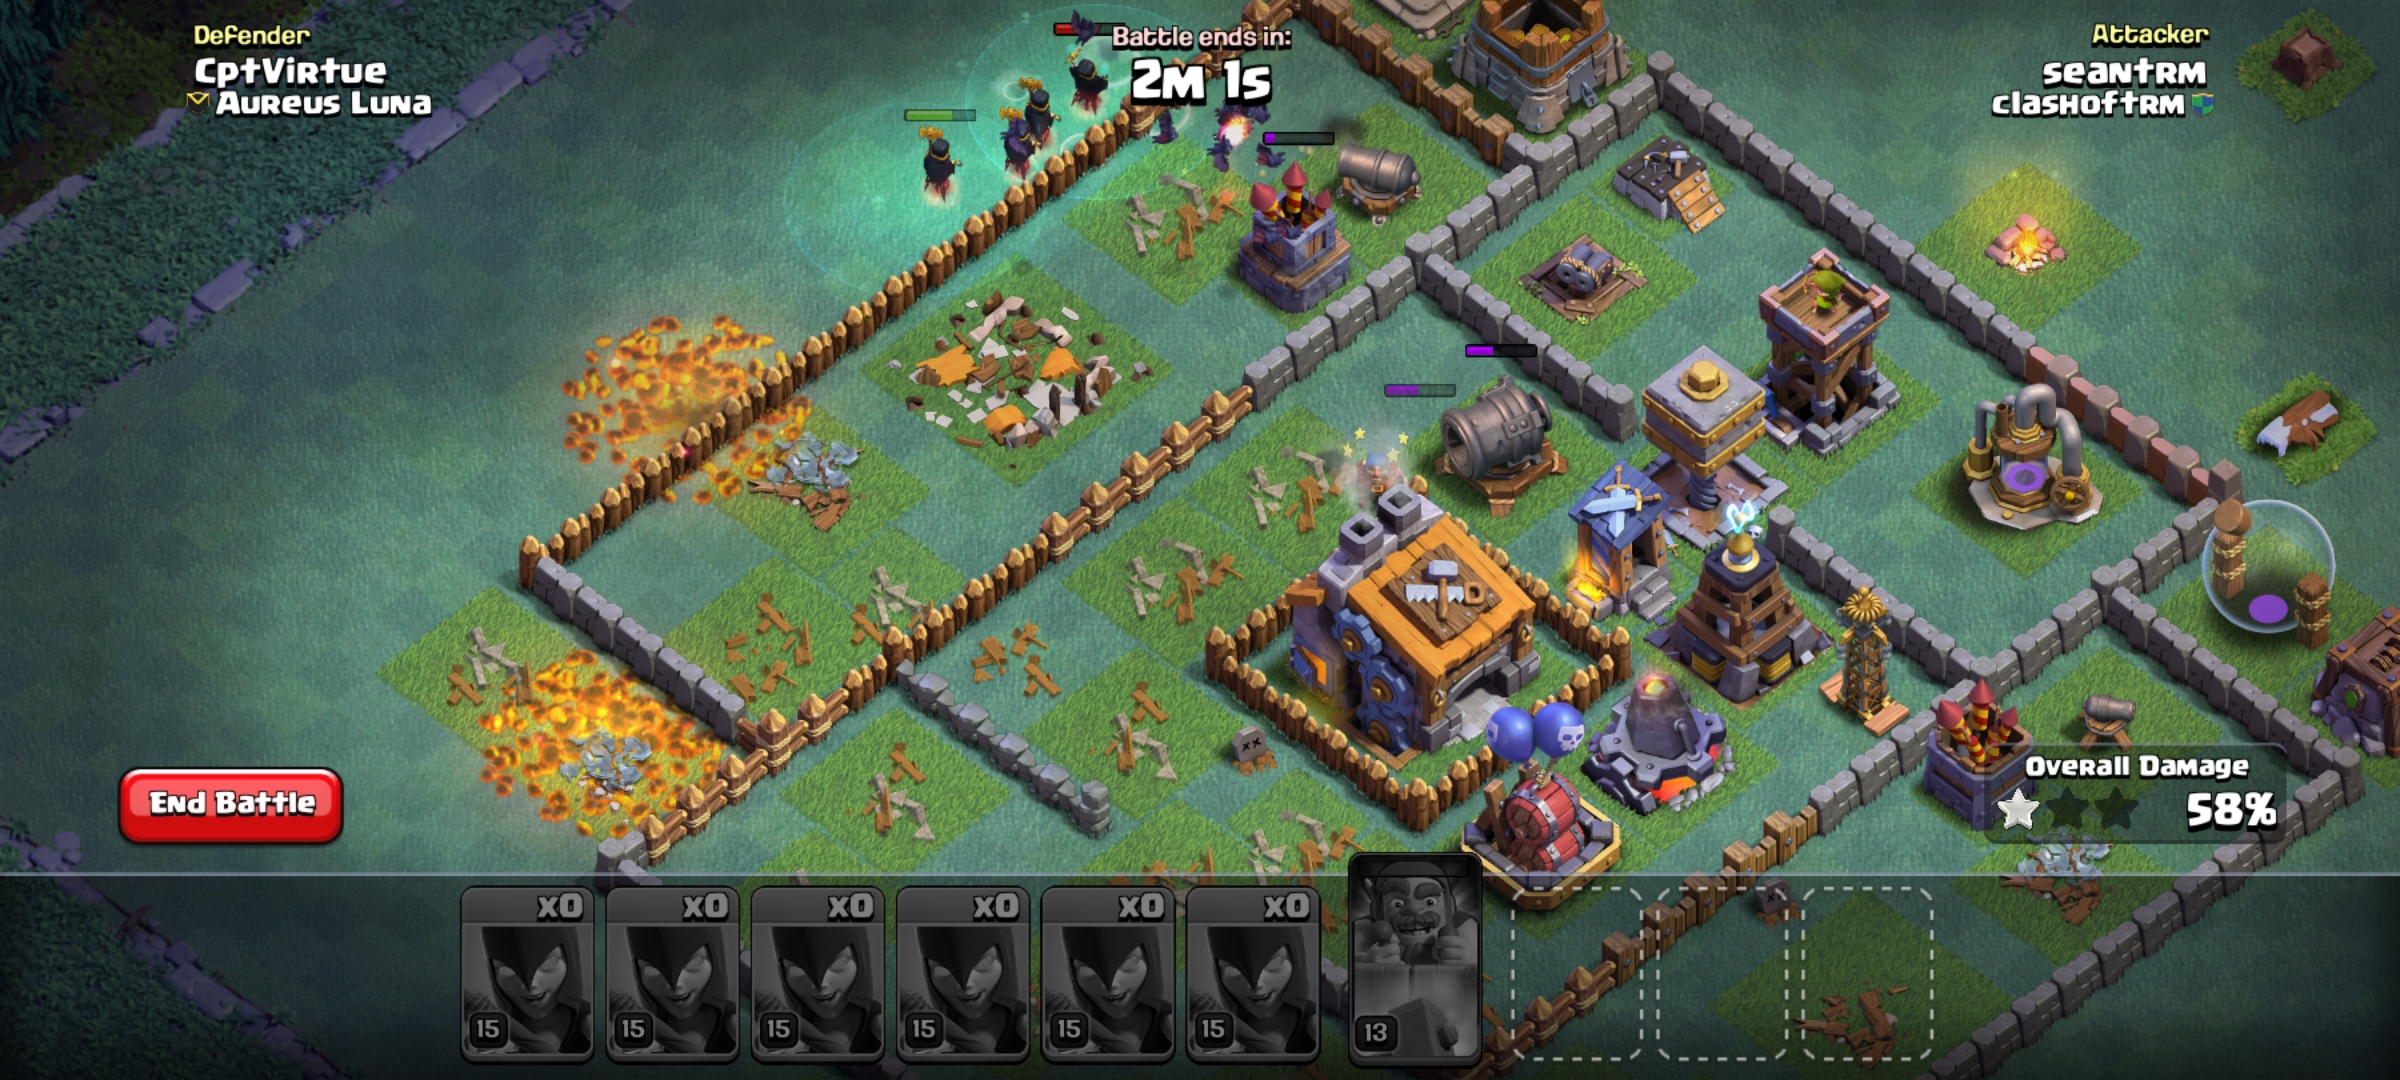 Defender
CptVirtue
Aureus Luna
Battle ends in:
2M 1s
Attacker
seantRM
clashoftRM
End Battle
Overall Damage
58%
x0
x0
x0
x0
x0
x0
15
15
15
15
15
15
13